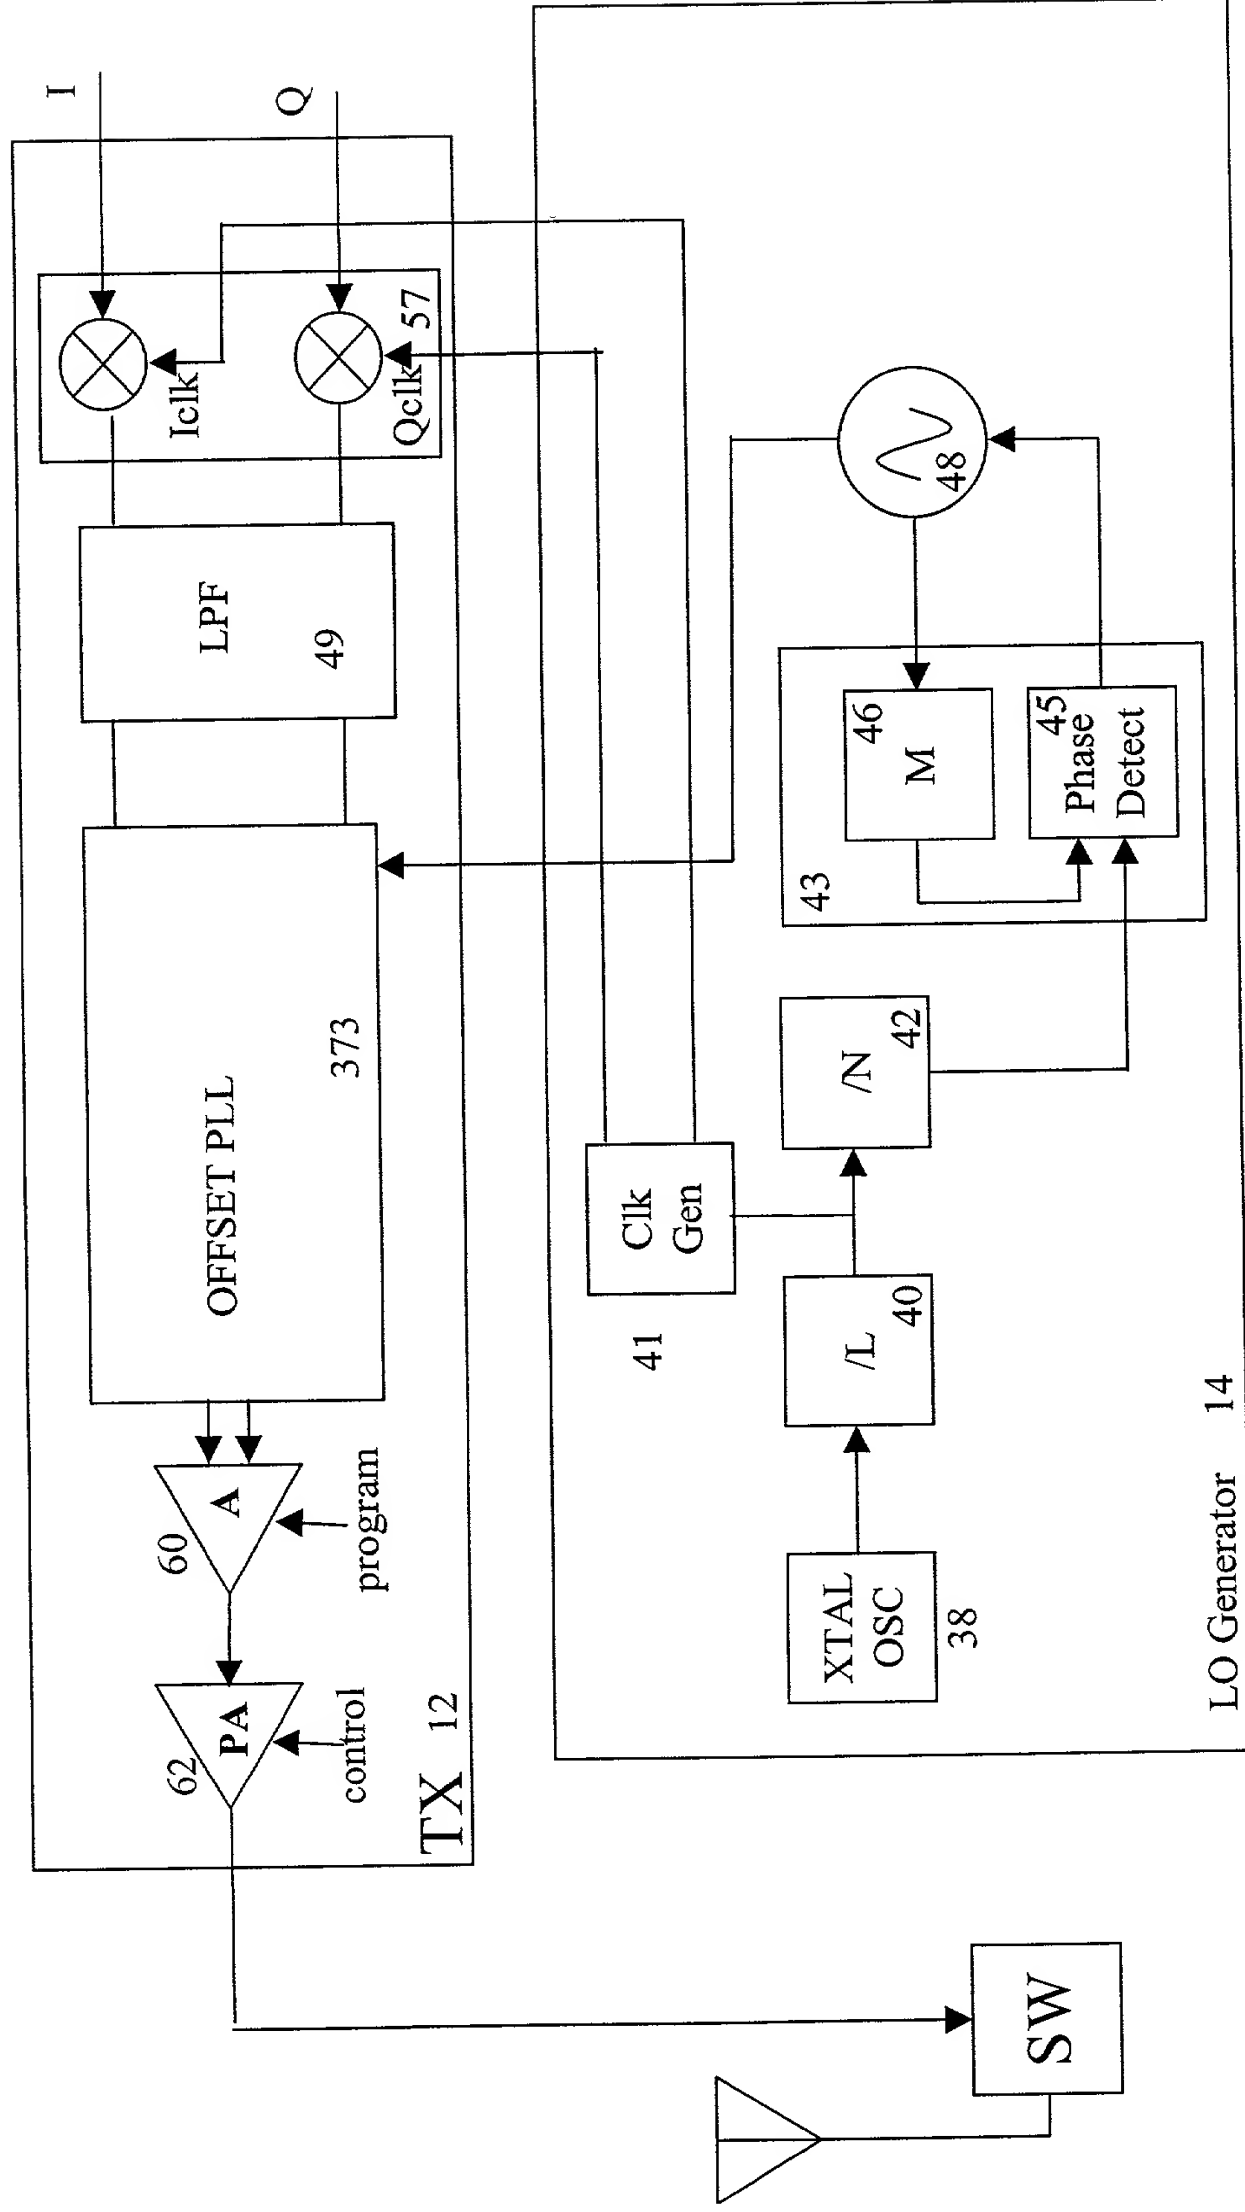 I
Q
Iclk
Qclk
57
LPF
49
OFFSET PLL
373
A
60
program
PA
62
control
TX 12
48
46
M
45
Phase
Detect
43
/N
42
Clk
Gen
41
/L
40
XTAL
OSC
38
LO Generator 14
SW